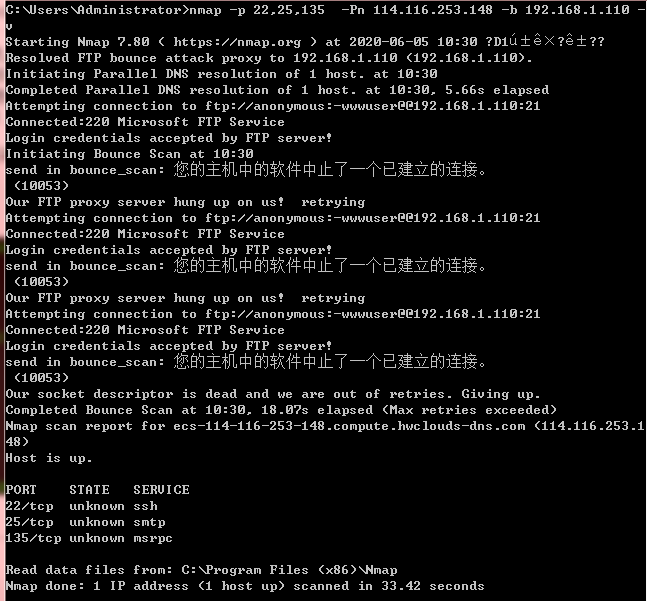 C:\Users\Administrator>nmap -p 22,25,135  -Pn 114.116.253.148 -b 192.168.1.110 -
v
Starting Nmap 7.80 ( https://nmap.org ) at 2020-06-05 10:30 ?D1ú±ê×?ê±??
Resolved FTP bounce attack proxy to 192.168.1.110 (192.168.1.110).
Initiating Parallel DNS resolution of 1 host. at 10:30
Completed Parallel DNS resolution of 1 host. at 10:30, 5.66s elapsed
Attempting connection to ftp://anonymous:-wwwuser@@192.168.1.110:21
Connected:220 Microsoft FTP Service
Login credentials accepted by FTP server!
Initiating Bounce Scan at 10:30
send in bounce_scan: 您的主机中的软件中止了一个已建立的连接。
 (10053)
Our FTP proxy server hung up on us!  retrying
Attempting connection to ftp://anonymous:-wwwuser@@192.168.1.110:21
Connected:220 Microsoft FTP Service
Login credentials accepted by FTP server!
send in bounce_scan: 您的主机中的软件中止了一个已建立的连接。
 (10053)
Our FTP proxy server hung up on us!  retrying
Attempting connection to ftp://anonymous:-wwwuser@@192.168.1.110:21
Connected:220 Microsoft FTP Service
Login credentials accepted by FTP server!
send in bounce_scan: 您的主机中的软件中止了一个已建立的连接。
 (10053)
Our socket descriptor is dead and we are out of retries. Giving up.
Completed Bounce Scan at 10:30, 18.07s elapsed (Max retries exceeded)
Nmap scan report for ecs-114-116-253-148.compute.hwclouds-dns.com (114.116.253.1
48)
Host is up.

PORT    STATE   SERVICE
22/tcp  unknown ssh
25/tcp  unknown smtp
135/tcp unknown msrpc

Read data files from: C:\Program Files (x86)\Nmap
Nmap done: 1 IP address (1 host up) scanned in 33.42 seconds